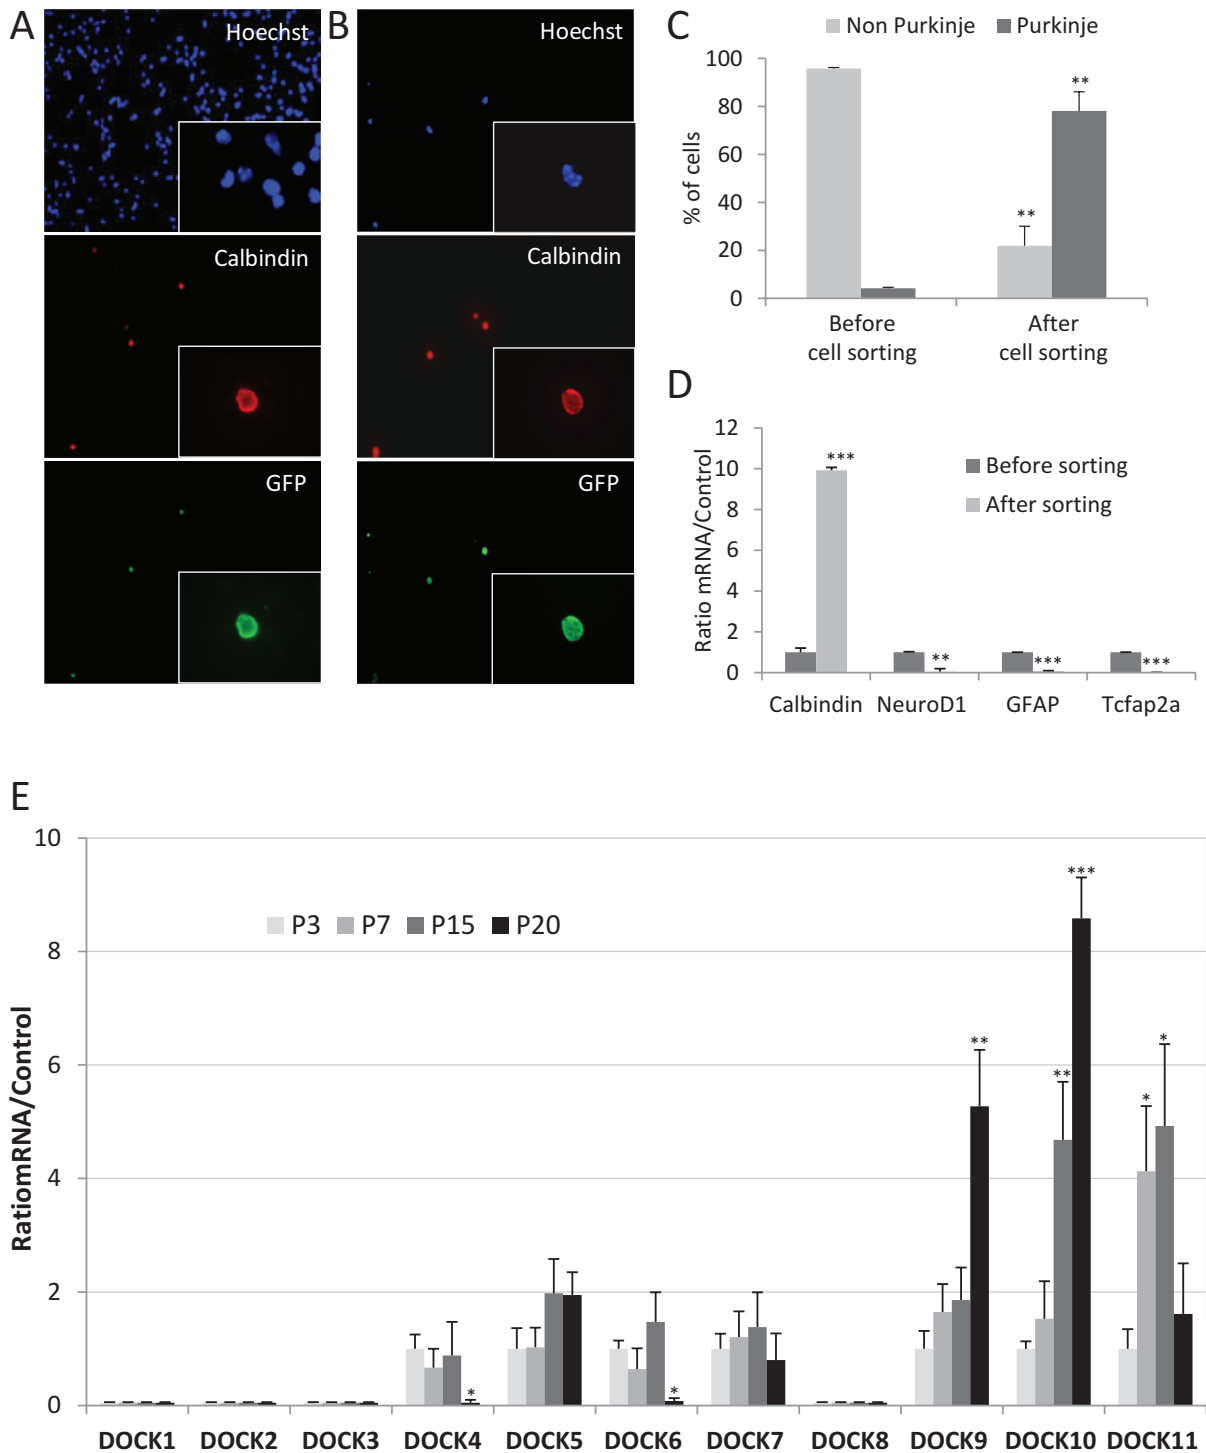 A
Hoechst
Calbindin
GFP
B
Hoechst
Calbindin
GFP
C
Non Purkinje
Purkinje
% of cells
100
80
60
40
20
0
**
**
Before
cell sorting
After
cell sorting
D
Before sorting
After sorting
Ratio mRNA/Control
12
10
8
6
4
2
0
***
**
***
***
Calbindin
NeuroD1
GFAP
Tcfap2a
E
P3
P7
P15
P20
RatiomRNA/Control
10
8
6
4
2
0
*
*
**
**
***
*
*
DOCK1
DOCK2
DOCK3
DOCK4
DOCK5
DOCK6
DOCK7
DOCK8
DOCK9
DOCK10
DOCK11